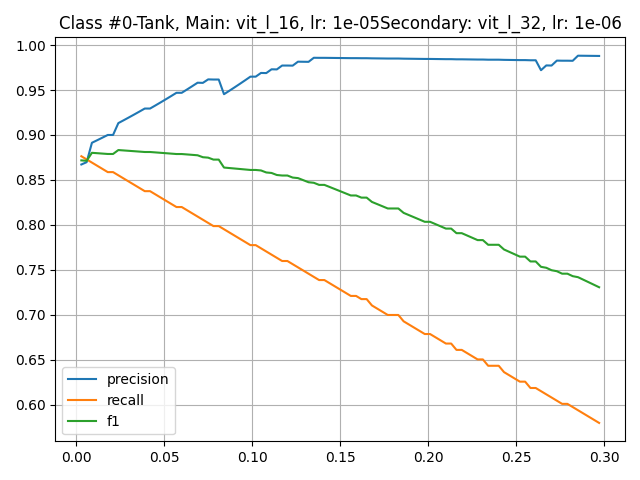 Class #0-Tank, Main: vit_l_16, lr: 1e-05Secondary: vit_l_32, lr: 1e-06
1.00
0.95
0.90
0.85
0.80
0.75
0.70
0.65
0.60
precision
recall
f1
0.00 0.05 0.10 0.15 0.20 0.25 0.30